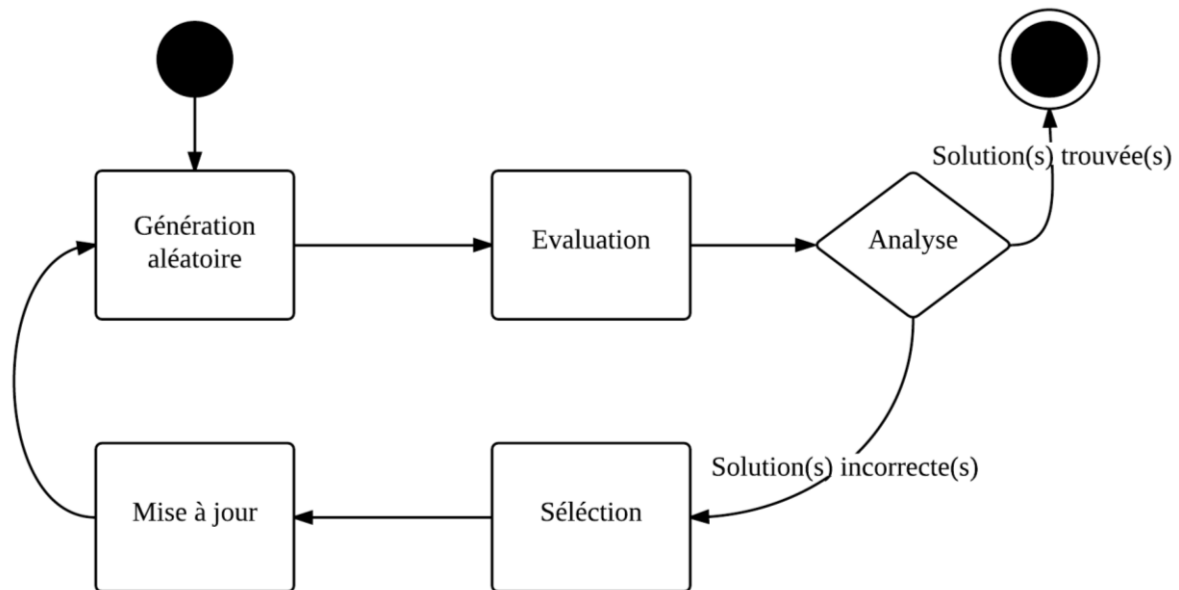 Solution(s) trouvée(s)
Génération
aléatoire
Evaluation
Analyse
Solution(s) incorrecte(s)
Mise à jour
Séléction